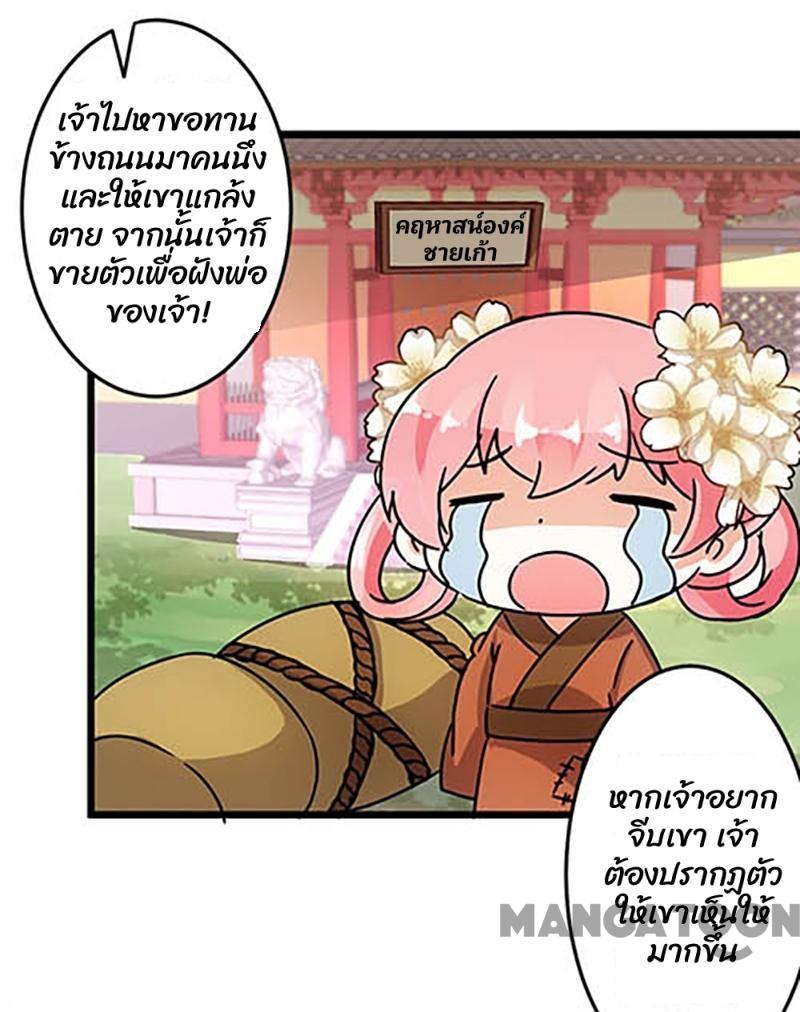 เจ้าไปหาขอทาน
ข้างถนนมาคนนึง
และให้เขาแกล้ง
ตาย จากนั้นเจ้าก็
ขายตัวเพื่อฝังพ่อ
ของเจ้า!
คฤหาสน์องค์
ชายเก้า
หากเจ้าอยาก
จีบเขา เจ้า
ต้องปรากฏตัว
ให้เขาเห็นให้
มากขึ้น
MANGATOON